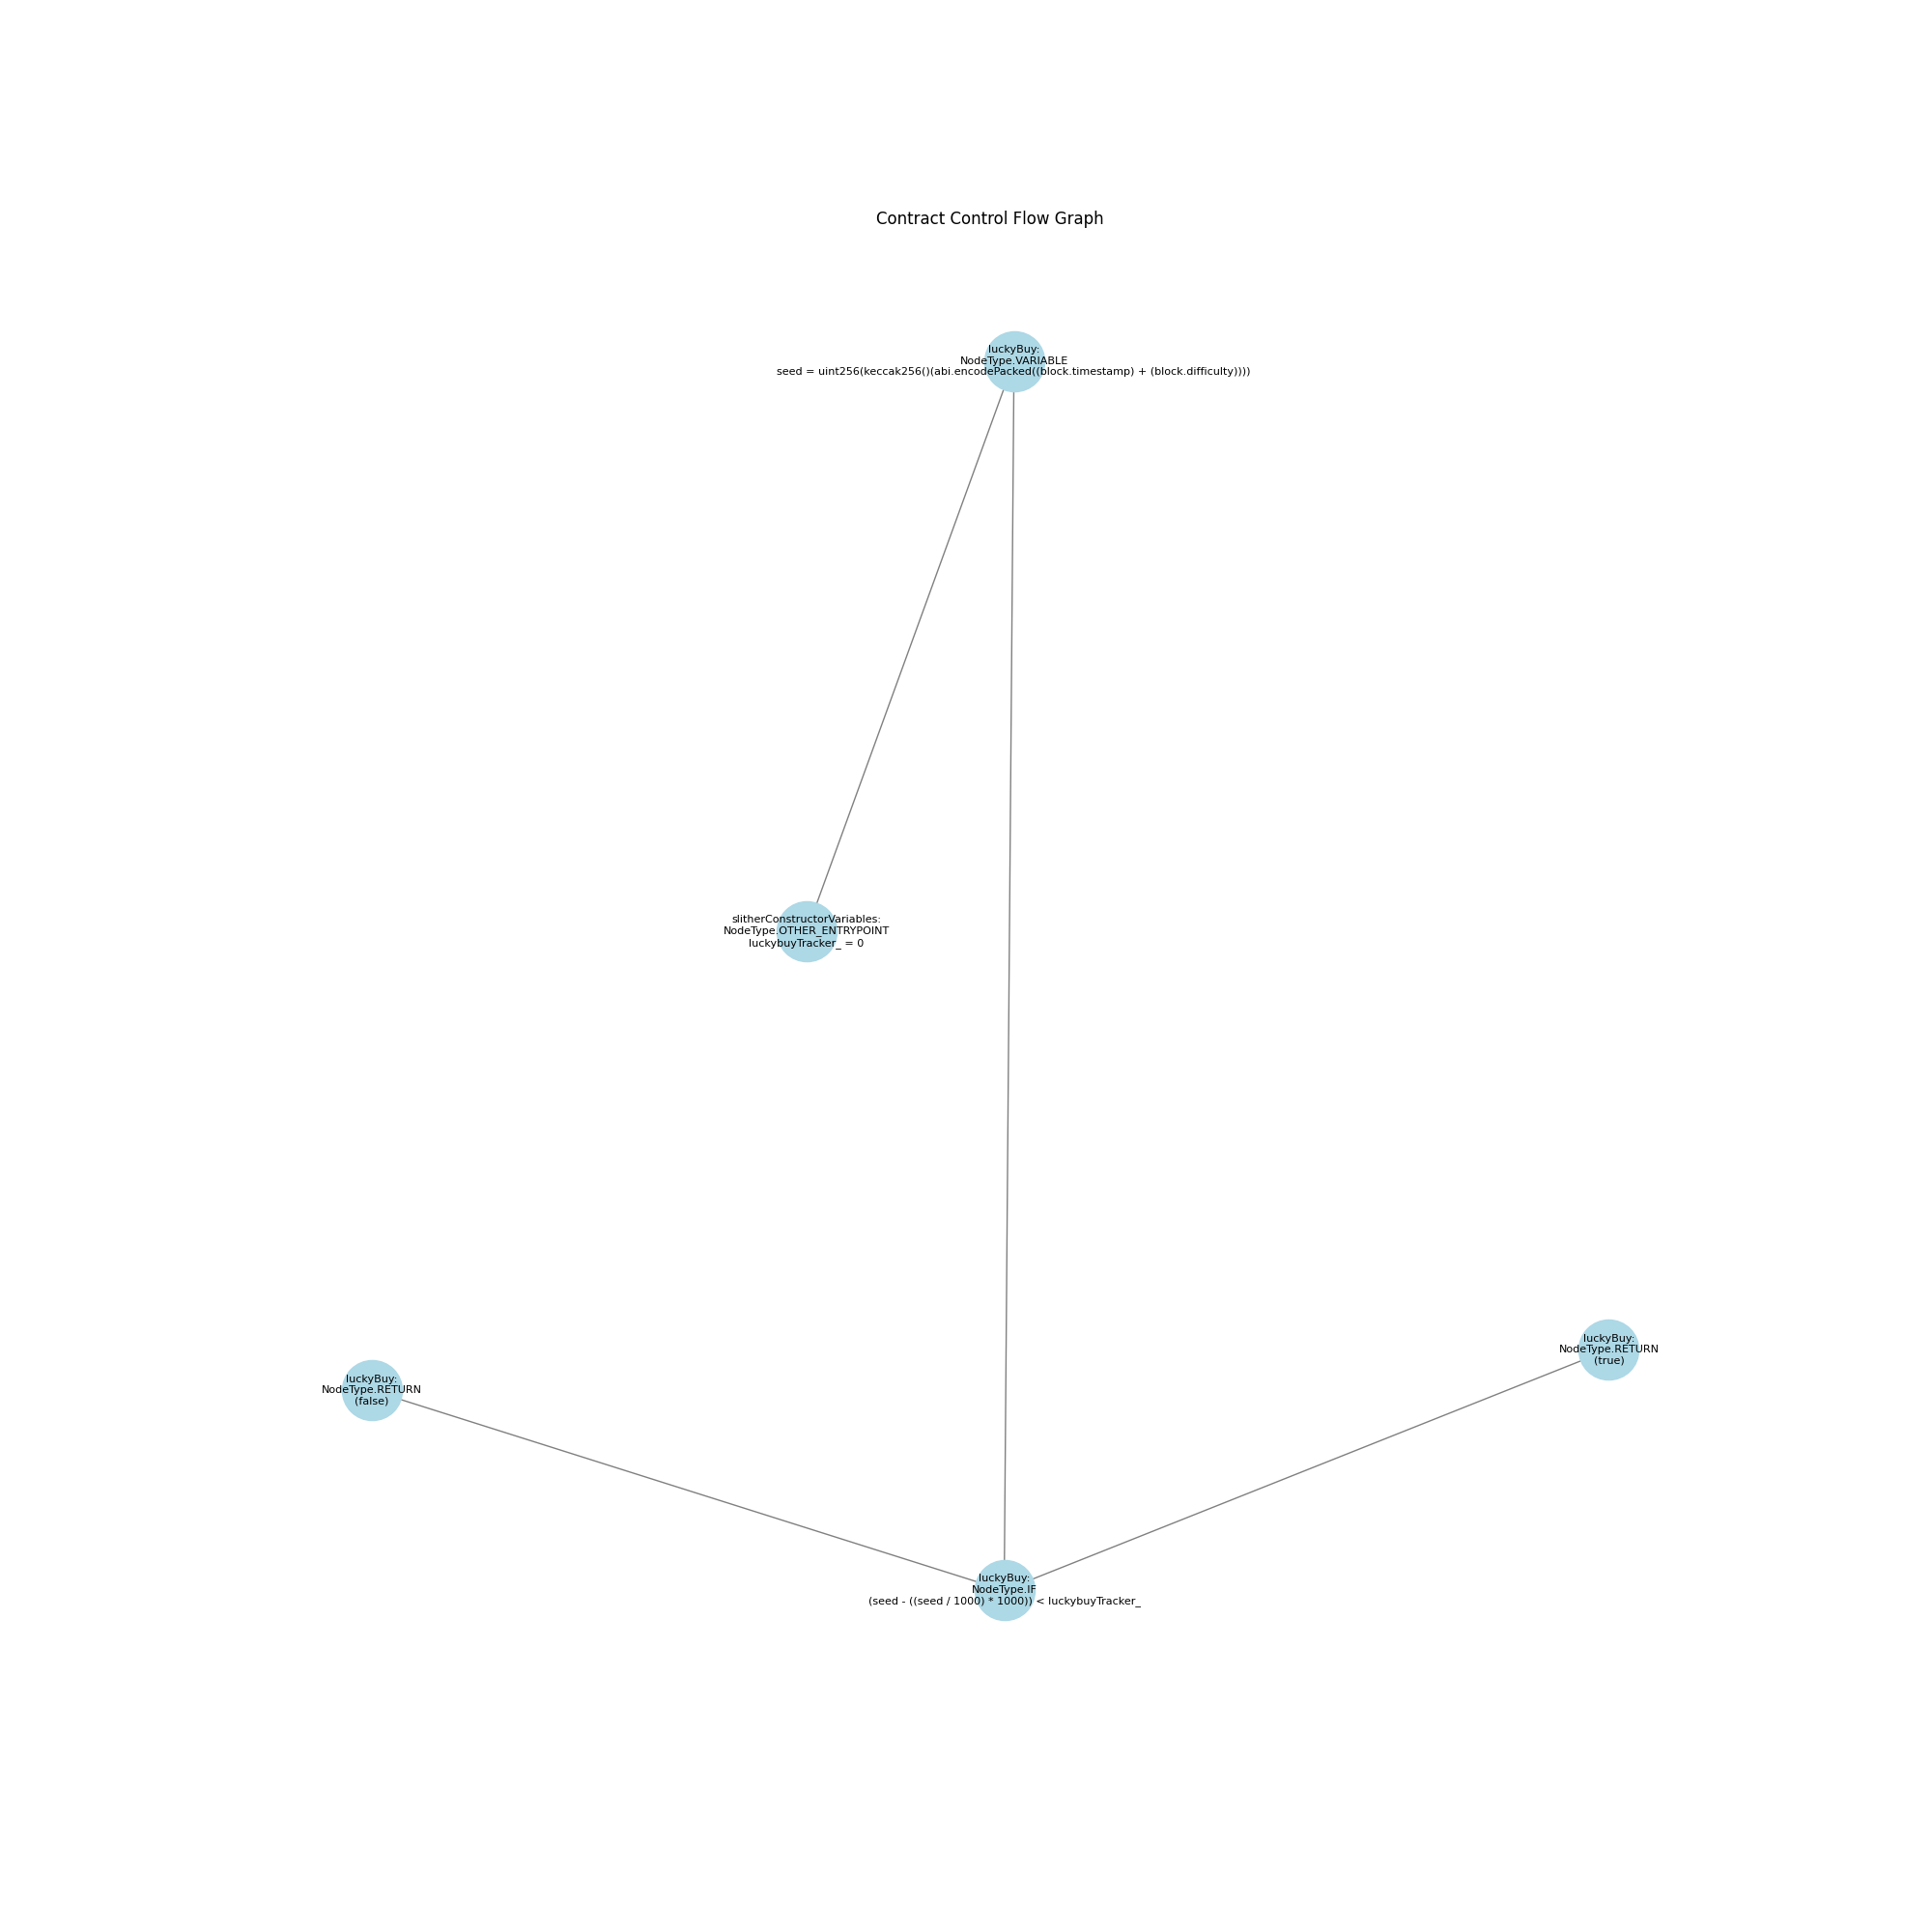 Contract Control Flow Graph
luckyBuy:
NodeType.VARIABLE
seed = uint256(keccak256()(abi.encodePacked((block.timestamp) + (block.difficulty))))
slitherConstructorVariables:
NodeType.OTHER_ENTRYPOINT
luckybuyTracker_ = 0
luckyBuy:
NodeType.RETURN
(true)
luckyBuy:
NodeType.RETURN
(false)
luckyBuy:
NodeType.IF
(seed - ((seed / 1000) * 1000)) < luckybuyTracker_